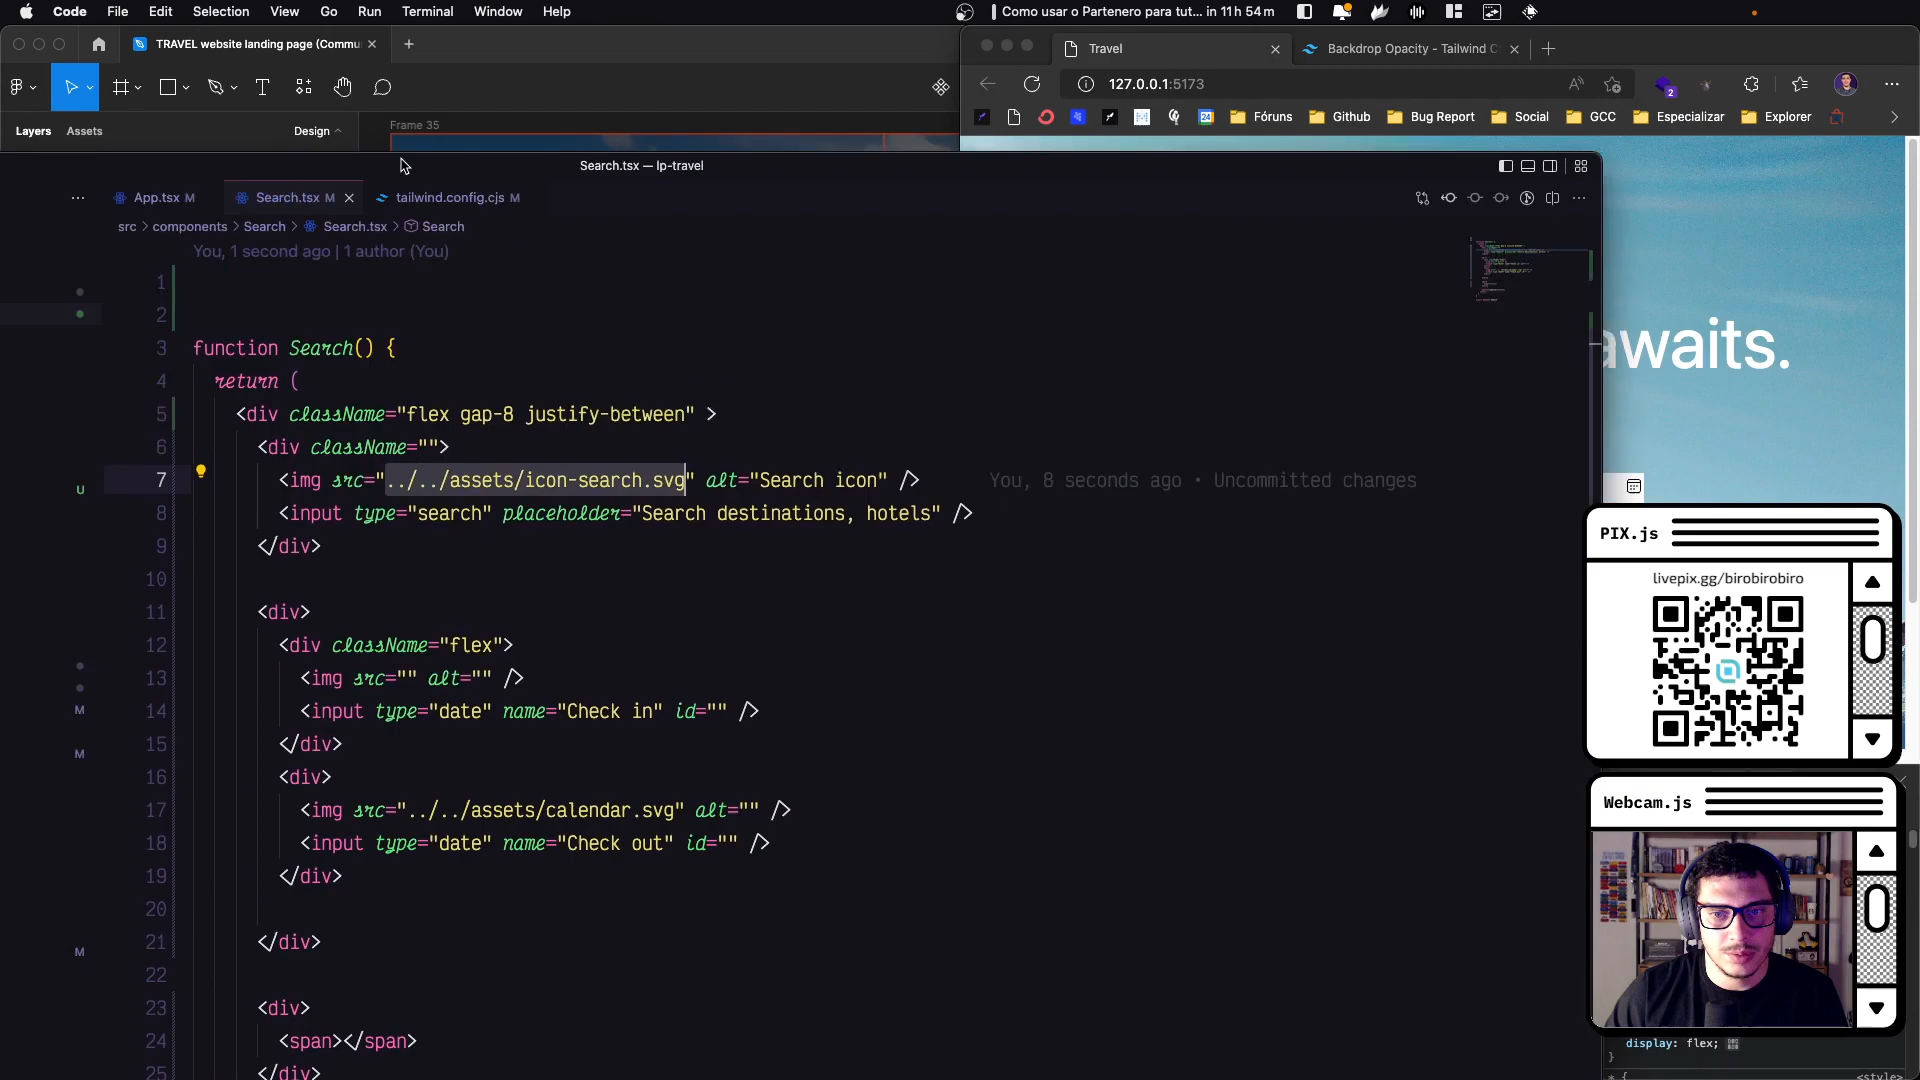 Code File Edit Selection View Go Run Terminal Window Help
Como usar o Partenero para tut... in 11 h 54 m
TRAVEL website landing page (Commu
Travel
Backdrop Opacity - Tailwind C
127.0.0.1:5173
2
24
Fóruns Github Bug Report Social GCC Especializar Explorer
Layers Assets
Design
Frame 35
Search.tsx — lp-travel
App.tsx M
Search.tsx M
tailwind.config.cjs M
src > components > Search > Search.tsx > Search
You, 1 second ago | 1 author (You)
1
2
3 function Search() {
4 return (
5 <div className="flex gap-8 justify-between" >
6 <div className="">
7 <img src="../../assets/icon-search.svg" alt="Search icon" /> You, 8 seconds ago • Uncommitted changes
8 <input type="search" placeholder="Search destinations, hotels" />
9 </div>
10
11 <div>
12 <div className="flex">
13 <img src="" alt="" />
14 <input type="date" name="Check in" id="" />
15 </div>
16 <div>
17 <img src="../../assets/calendar.svg" alt="" />
18 <input type="date" name="Check out" id="" />
19 </div>
20
21 </div>
22
23 <div>
24 <span></span>
25 </div>
U
M
M
M
awaits.
PIX.js
livepix.gg/birobirobiro
Webcam.js
display: flex;
}
* {
<style>